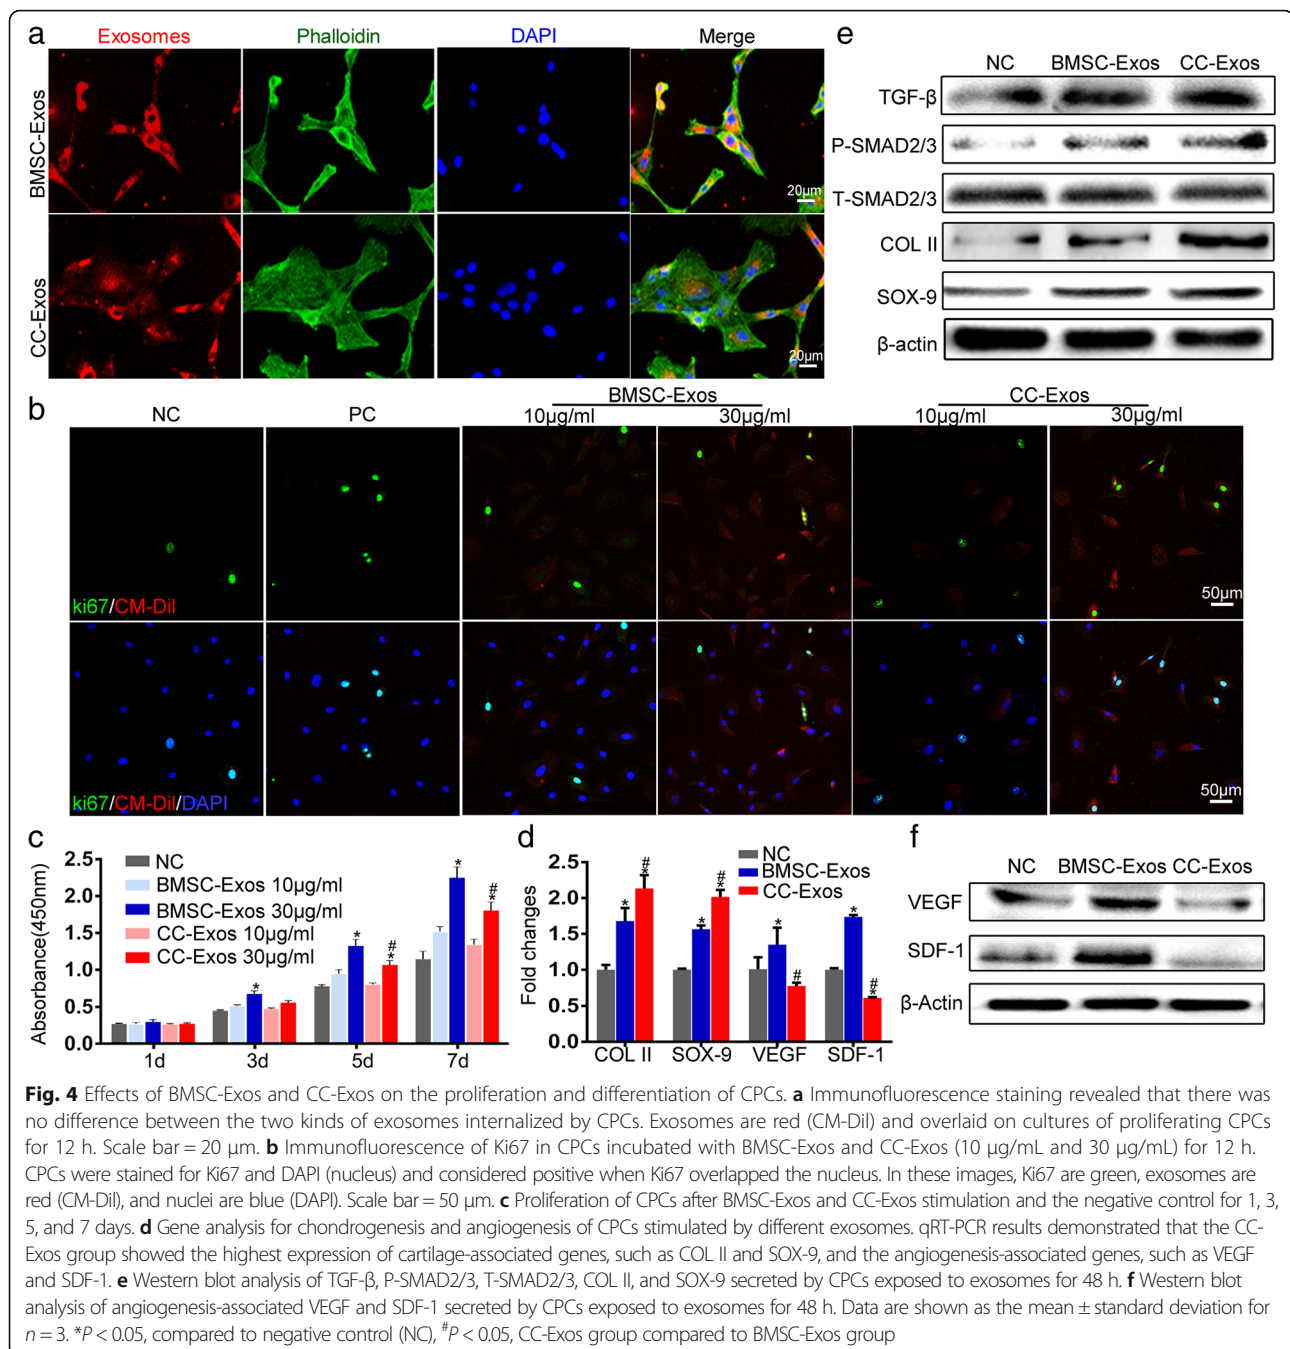 a
Exosomes Phalloidin DAPI Merge
BMSC-Exos
20μm
CC-Exos
20μm
e
NC BMSC-Exos CC-Exos
TGF-β
P-SMAD2/3
T-SMAD2/3
COL II
SOX-9
β-actin
b
NC PC BMSC-Exos CC-Exos
10μg/ml 30μg/ml 10μg/ml 30μg/ml
ki67/CM-Dil
50μm
ki67/CM-Dil/DAPI
50μm
c
Absorbance(450nm)
2.5
2.0
1.5
1.0
0.5
0.0
NC
BMSC-Exos 10μg/ml
BMSC-Exos 30μg/ml
CC-Exos 10μg/ml
CC-Exos 30μg/ml
*
*
#
*
*
#
*
1d 3d 5d 7d
d
Fold changes
2.5
2.0
1.5
1.0
0.5
0.0
NC
BMSC-Exos
CC-Exos
*
#
*
*
#
*
*
#
*
#
*
COL II SOX-9 VEGF SDF-1
f
NC BMSC-Exos CC-Exos
VEGF
SDF-1
β-Actin
Fig. 4 Effects of BMSC-Exos and CC-Exos on the proliferation and differentiation of CPCs. a Immunofluorescence staining revealed that there was
no difference between the two kinds of exosomes internalized by CPCs. Exosomes are red (CM-Dil) and overlaid on cultures of proliferating CPCs
for 12 h. Scale bar = 20 μm. b Immunofluorescence of Ki67 in CPCs incubated with BMSC-Exos and CC-Exos (10 μg/mL and 30 μg/mL) for 12 h.
CPCs were stained for Ki67 and DAPI (nucleus) and considered positive when Ki67 overlapped the nucleus. In these images, Ki67 are green, exosomes are
red (CM-Dil), and nuclei are blue (DAPI). Scale bar = 50 μm. c Proliferation of CPCs after BMSC-Exos and CC-Exos stimulation and the negative control for 1, 3,
5, and 7 days. d Gene analysis for chondrogenesis and angiogenesis of CPCs stimulated by different exosomes. qRT-PCR results demonstrated that the CC-
Exos group showed the highest expression of cartilage-associated genes, such as COL II and SOX-9, and the angiogenesis-associated genes, such as VEGF
and SDF-1. e Western blot analysis of TGF-β, P-SMAD2/3, T-SMAD2/3, COL II, and SOX-9 secreted by CPCs exposed to exosomes for 48 h. f Western blot
analysis of angiogenesis-associated VEGF and SDF-1 secreted by CPCs exposed to exosomes for 48 h. Data are shown as the mean ± standard deviation for
n = 3. *P < 0.05, compared to negative control (NC), #P < 0.05, CC-Exos group compared to BMSC-Exos group